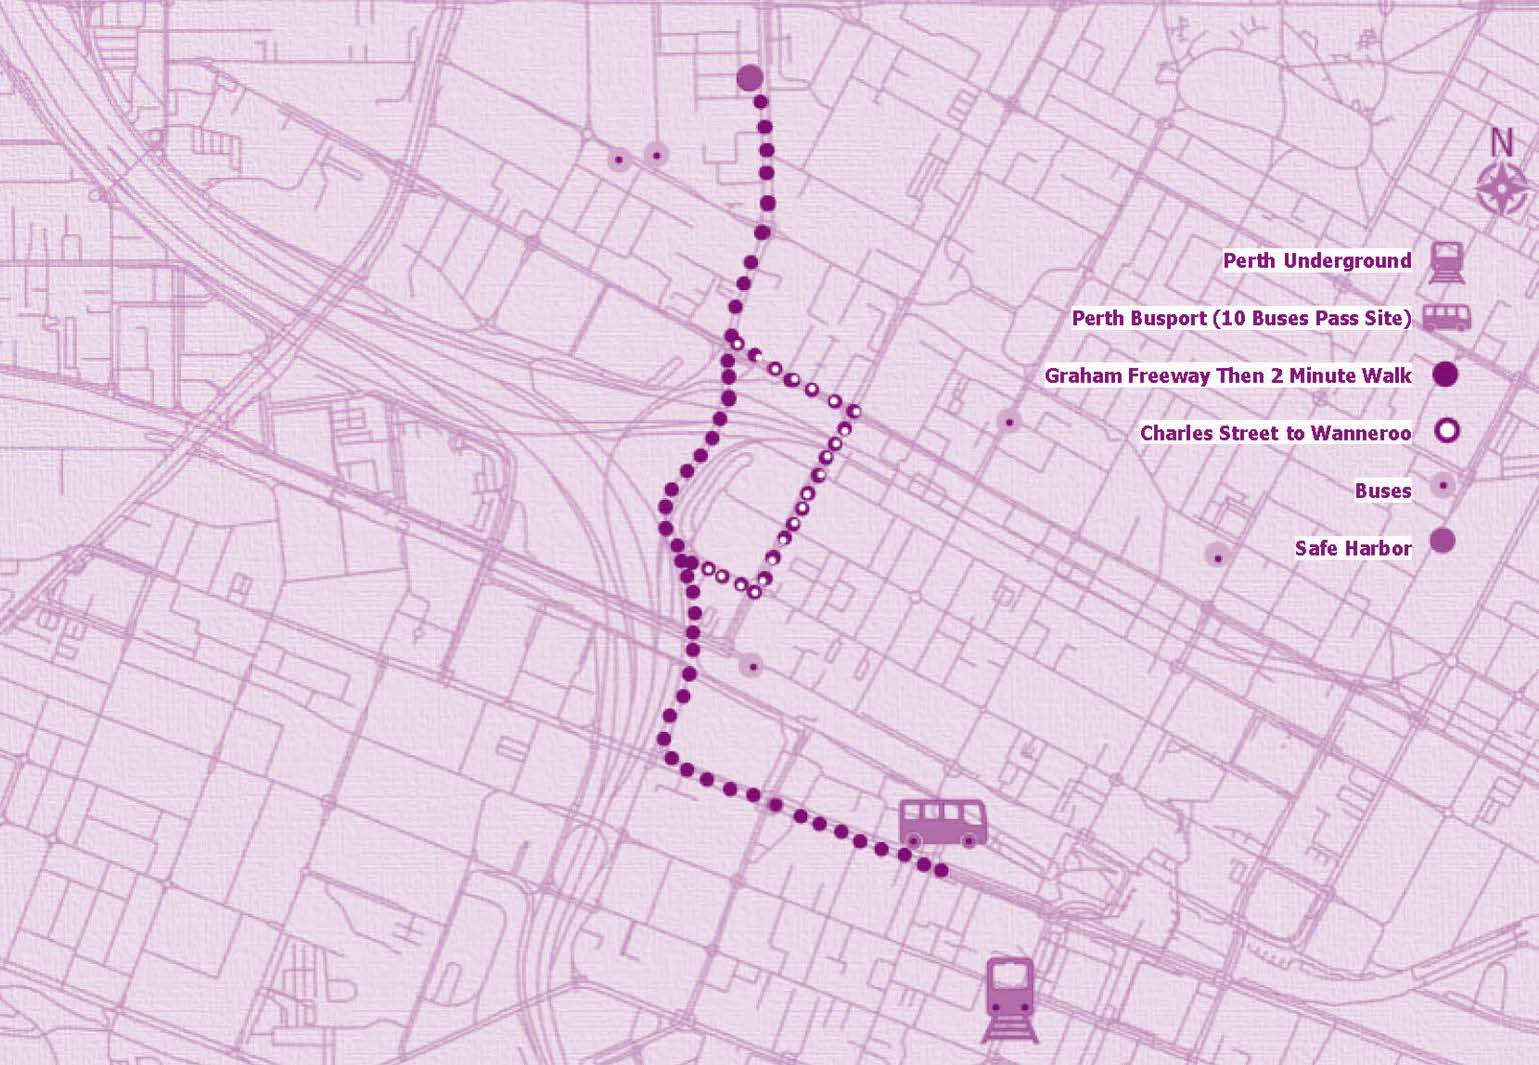 N
Perth Underground
Perth Busport (10 Buses Pass Site)
Graham Freeway Then 2 Minute Walk
Charles Street to Wanneroo
Buses
Safe Harbor